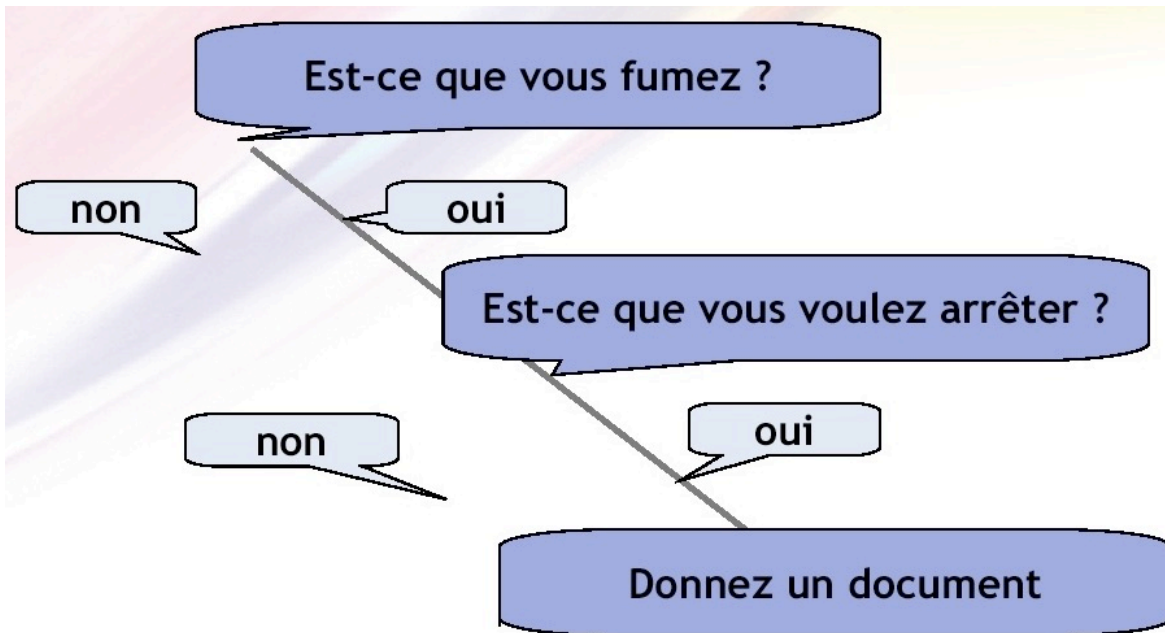 Est-ce que vous fumez ?
non
oui
Est-ce que vous voulez arrêter ?
non
oui
Donnez un document